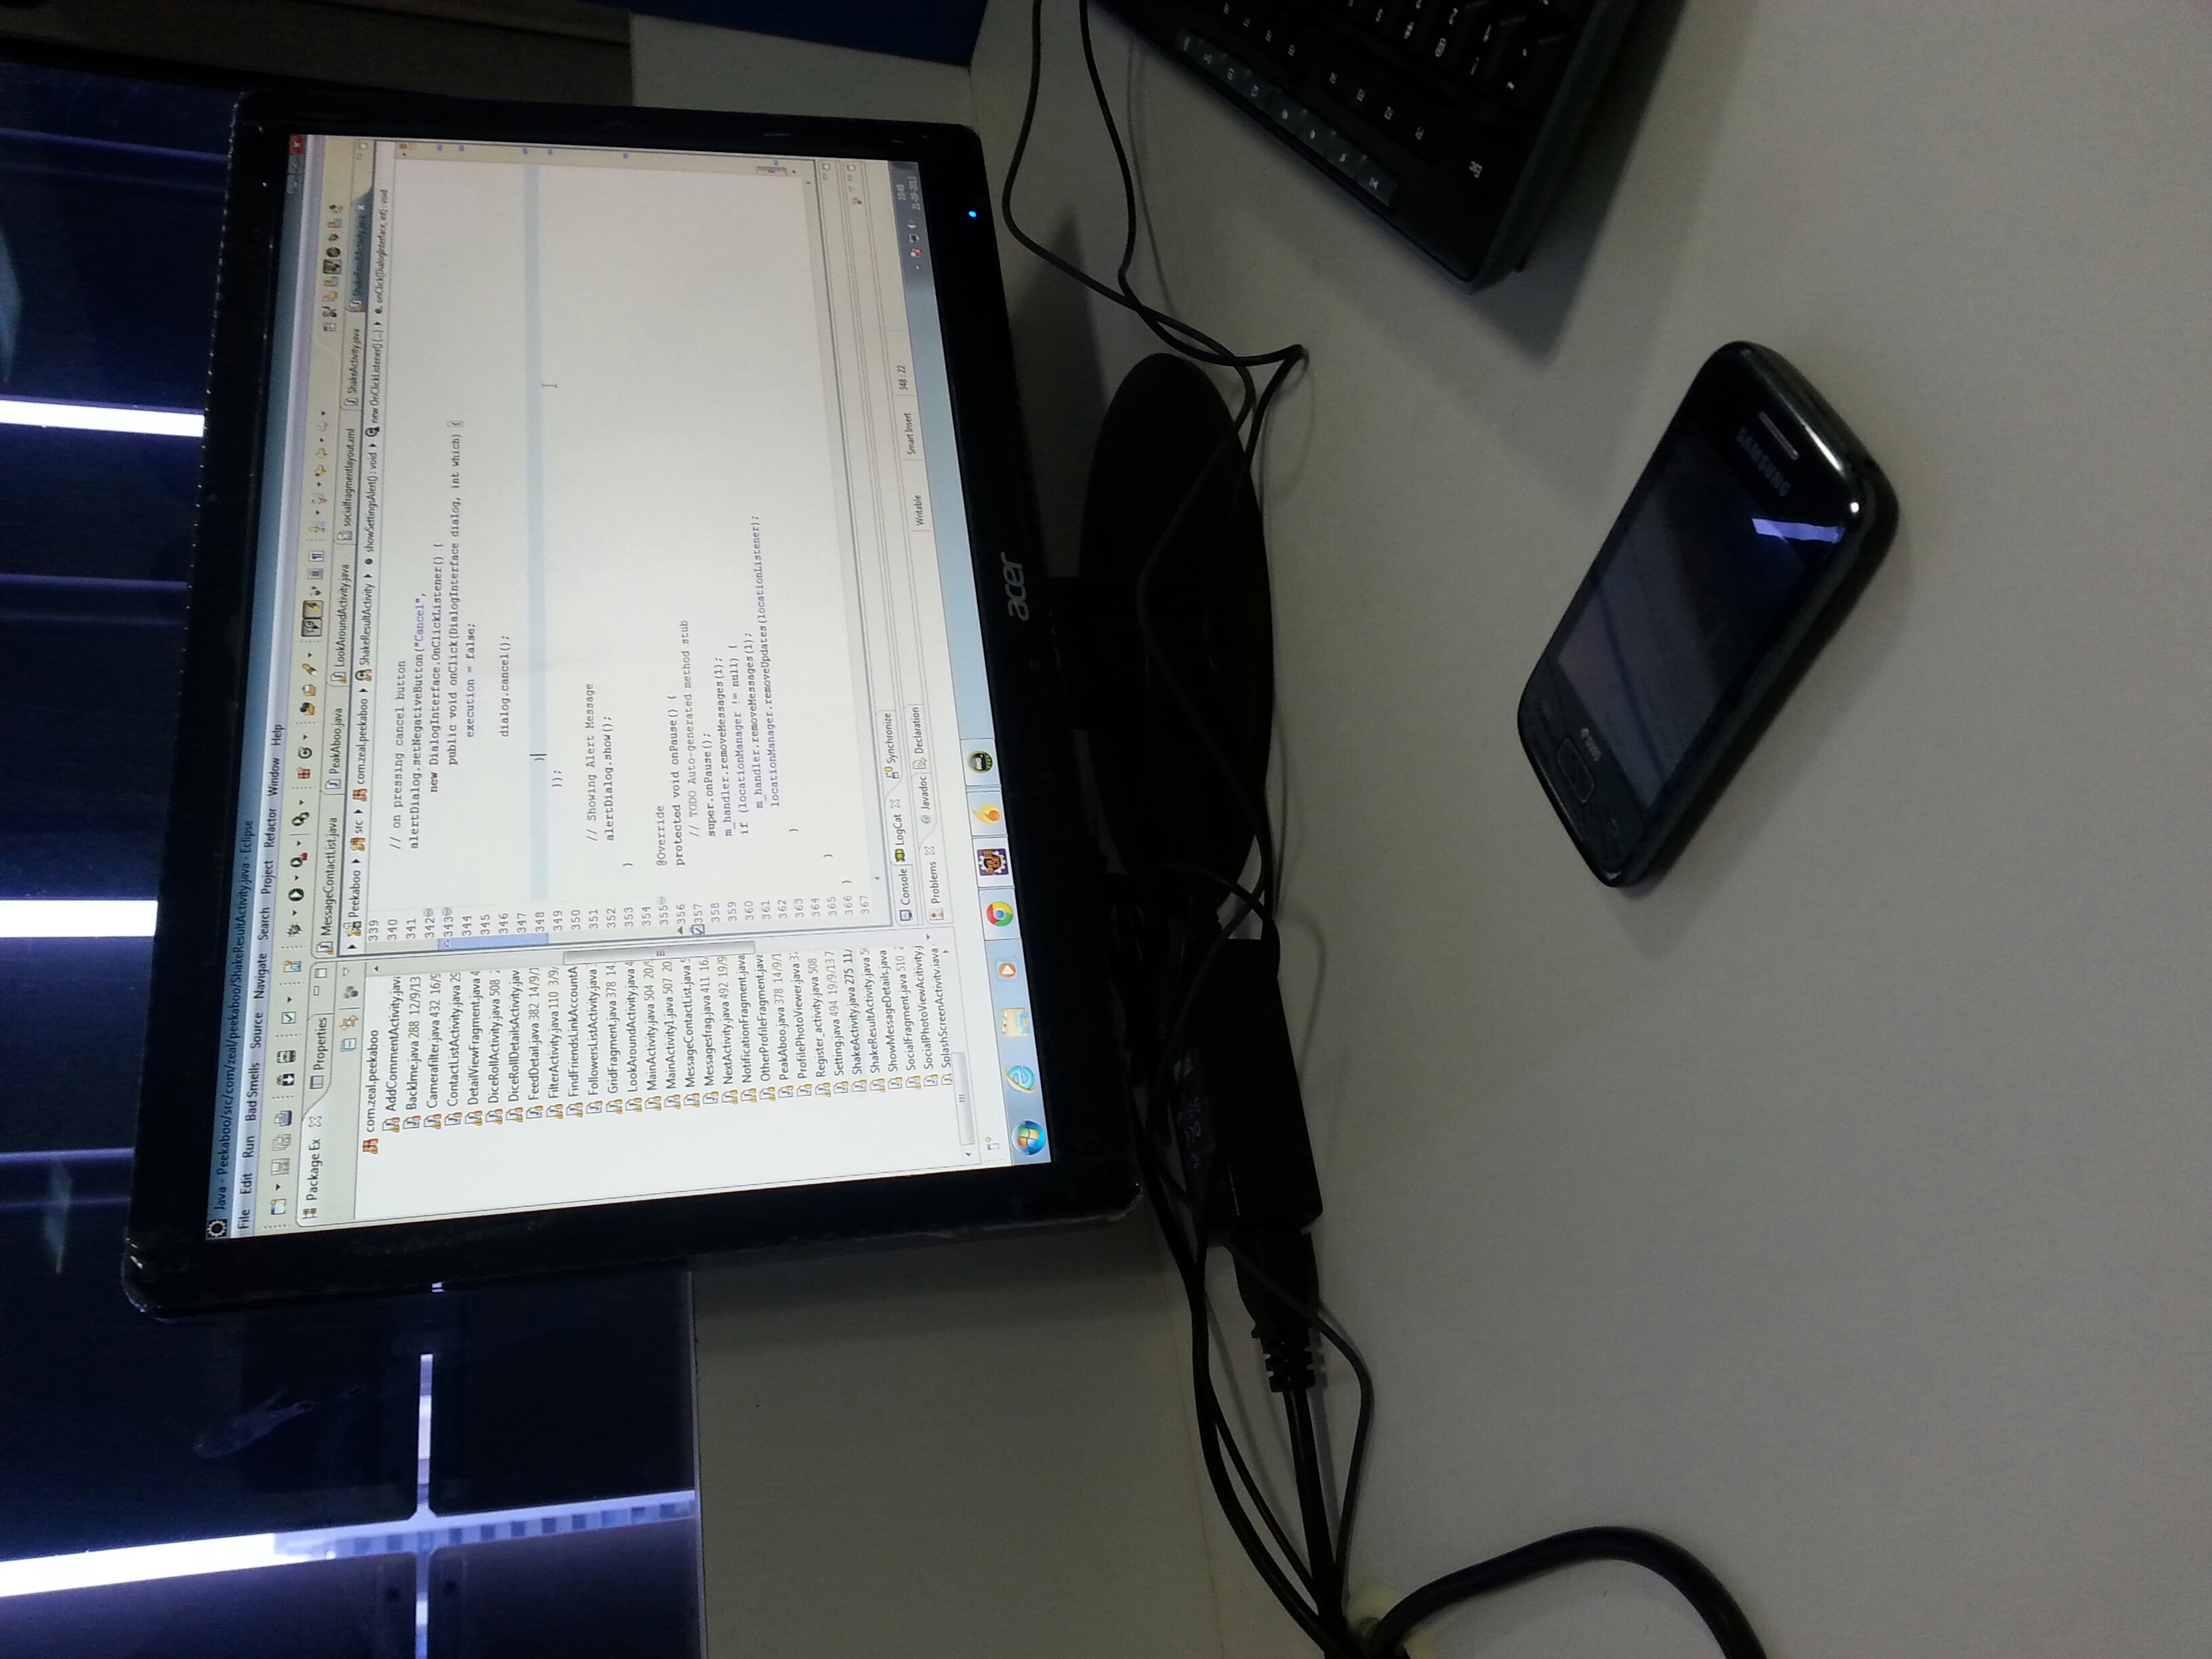 Java - Peekaboo/src/com/zeal/peekaboo/ShakeResultActivity.java - Eclipse
File Edit Run Bad Smells Source Navigate Search Project Refactor Window Help
Package Ex
Properties
com.zeal.peekaboo
AddCommentActivity.java
BackIme.java 288 12/9/13
CameraFilter.java 432 16/9
ContactListActivity.java 29
DetailViewFragment.java 4
DiceRollActivity.java 508
DiceRollDetailsActivity.jav
FeedDetail.java 382 14/9/1
FilterActivity.java 110 3/9/
FindFriendsLinkAccountA
FollowersListActivity.java
GridFragment.java 378 14
LookAroundActivity.java 4
MainActivity.java 504 20/9
MainActivity1.java 507 20
MessageContactList.java 5
Messagesfrag.java 411 16/
NextActivity.java 492 19/9
NotificationFragment.java
OtherProfileFragment.java
PeakAboo.java 378 14/9/1
ProfilePhotoViewer.java 3
Register_activity.java 508
Setting.java 494 19/9/13 7
ShakeActivity.java 275 11/
ShakeResultActivity.java 5
ShowMessageDetails.java
SocialFragment.java 510
SocialPhotoViewActivity.j
SplashScreenActivity.java
MessageContactList.java PeakAboo.java LookAroundActivity.java socialfragmentlayout.xml ShakeActivity.java ShakeResultActivity.java
Peekaboo src com.zeal.peekaboo ShakeResultActivity showSettingsAlert() : void new OnClickListener() {...} onClick(DialogInterface, int) : void
339
340 // on pressing cancel button
341 alertDialog.setNegativeButton("Cancel",
342 new DialogInterface.OnClickListener() {
343 public void onClick(DialogInterface dialog, int which) {
344 execution = false;
345
346 dialog.cancel();
347
348 }
349 });
350
351 // Showing Alert Message
352 alertDialog.show();
353 }
354
355 @Override
356 protected void onPause() {
357 // TODO Auto-generated method stub
358 super.onPause();
359 m_handler.removeMessages(1);
360 if (locationManager != null) {
361 m_handler.removeMessages(1);
362 locationManager.removeUpdates(locationListener);
363 }
364
365 }
366 }
367
Console LogCat Synchronize
Problems Javadoc Declaration
Writable Smart Insert 348 : 22
21-09-2013
acer
SAMSUNG
DUOS